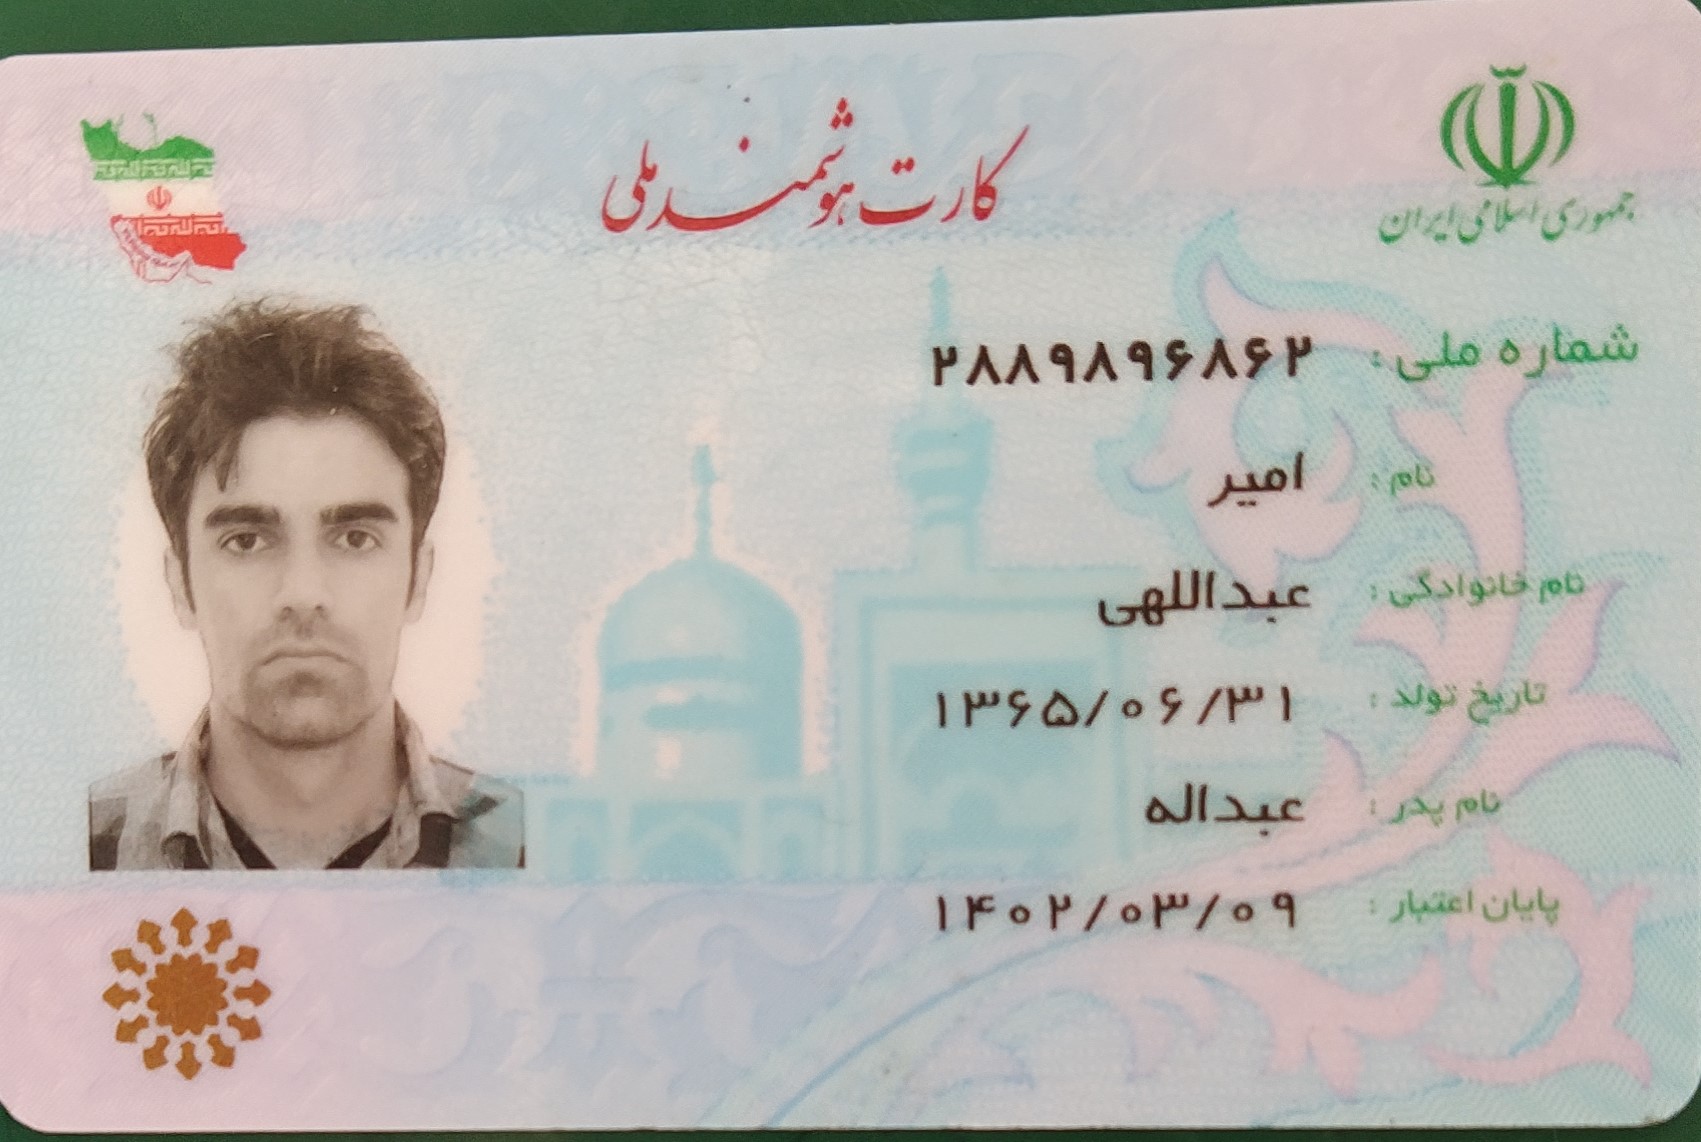 جمهوری اسلامی ایران
کارت هوشمند ملی
شماره ملی : ۲۸۸۹۸۹۶۸۶۲
نام : امیر
نام خانوادگی : عبداللهی
تاریخ تولد : ۱۳۶۵/۰۶/۳۱
نام پدر : عبداله
پایان اعتبار : ۱۴۰۲/۰۳/۰۹